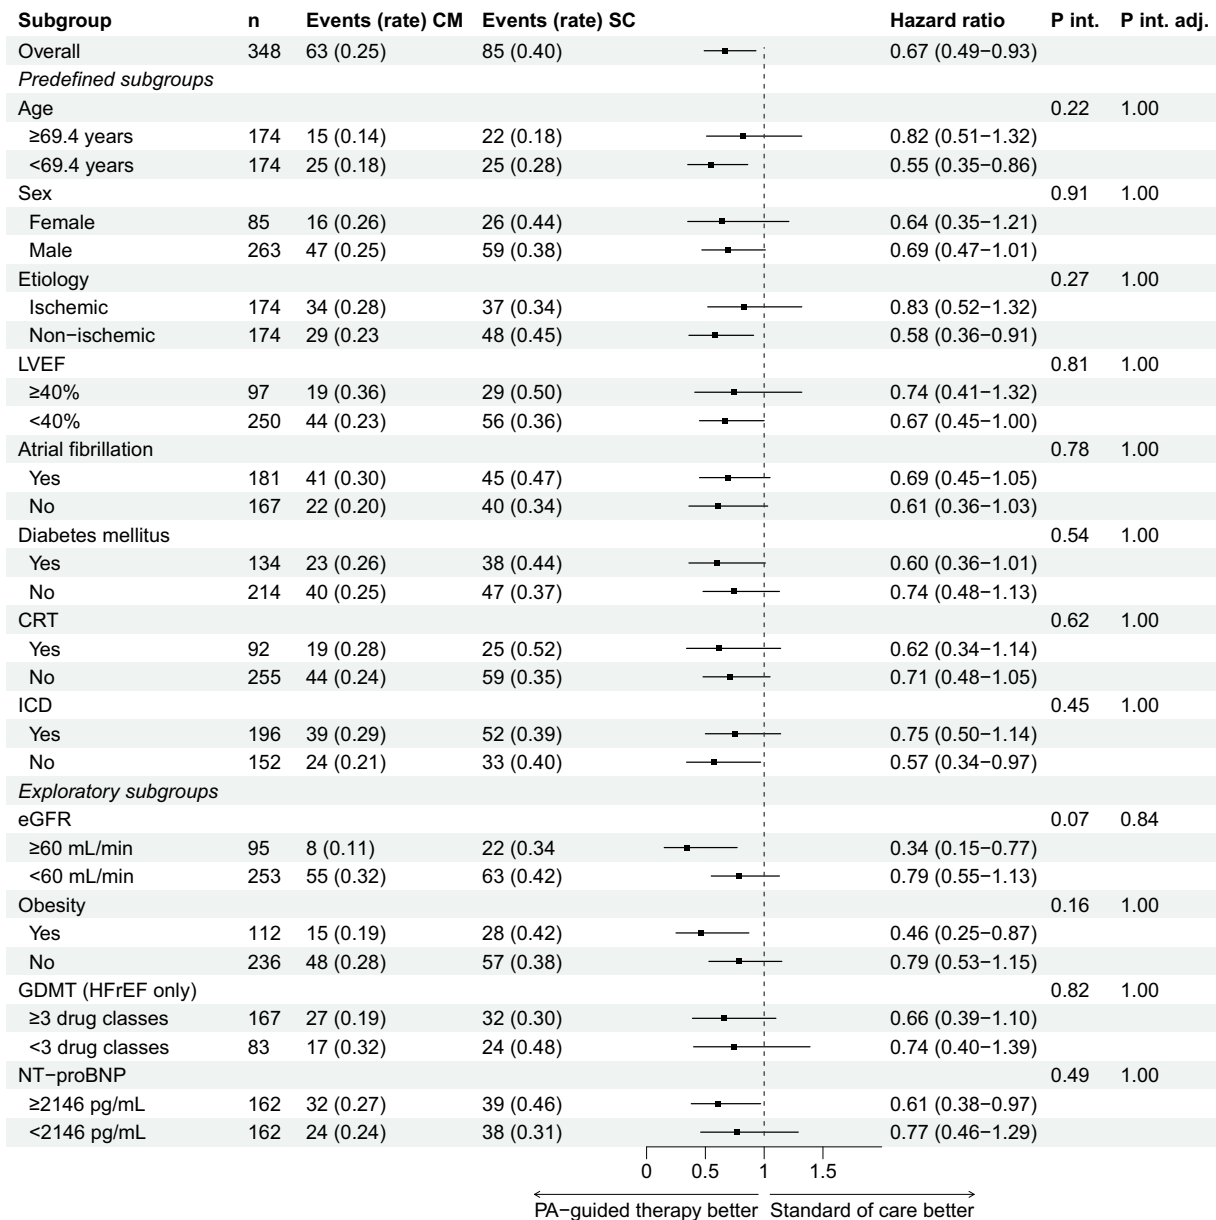 Subgroup n Events (rate) CM Events (rate) SC Hazard ratio P int. P int. adj.
Overall 348 63 (0.25) 85 (0.40) 0.67 (0.49−0.93)
Predefined subgroups
Age 0.22 1.00
≥69.4 years 174 15 (0.14) 22 (0.18) 0.82 (0.51−1.32)
<69.4 years 174 25 (0.18) 25 (0.28) 0.55 (0.35−0.86)
Sex 0.91 1.00
Female 85 16 (0.26) 26 (0.44) 0.64 (0.35−1.21)
Male 263 47 (0.25) 59 (0.38) 0.69 (0.47−1.01)
Etiology 0.27 1.00
Ischemic 174 34 (0.28) 37 (0.34) 0.83 (0.52−1.32)
Non−ischemic 174 29 (0.23 48 (0.45) 0.58 (0.36−0.91)
LVEF 0.81 1.00
≥40% 97 19 (0.36) 29 (0.50) 0.74 (0.41−1.32)
<40% 250 44 (0.23) 56 (0.36) 0.67 (0.45−1.00)
Atrial fibrillation 0.78 1.00
Yes 181 41 (0.30) 45 (0.47) 0.69 (0.45−1.05)
No 167 22 (0.20) 40 (0.34) 0.61 (0.36−1.03)
Diabetes mellitus 0.54 1.00
Yes 134 23 (0.26) 38 (0.44) 0.60 (0.36−1.01)
No 214 40 (0.25) 47 (0.37) 0.74 (0.48−1.13)
CRT 0.62 1.00
Yes 92 19 (0.28) 25 (0.52) 0.62 (0.34−1.14)
No 255 44 (0.24) 59 (0.35) 0.71 (0.48−1.05)
ICD 0.45 1.00
Yes 196 39 (0.29) 52 (0.39) 0.75 (0.50−1.14)
No 152 24 (0.21) 33 (0.40) 0.57 (0.34−0.97)
Exploratory subgroups
eGFR 0.07 0.84
≥60 mL/min 95 8 (0.11) 22 (0.34 0.34 (0.15−0.77)
<60 mL/min 253 55 (0.32) 63 (0.42) 0.79 (0.55−1.13)
Obesity 0.16 1.00
Yes 112 15 (0.19) 28 (0.42) 0.46 (0.25−0.87)
No 236 48 (0.28) 57 (0.38) 0.79 (0.53−1.15)
GDMT (HFrEF only) 0.82 1.00
≥3 drug classes 167 27 (0.19) 32 (0.30) 0.66 (0.39−1.10)
<3 drug classes 83 17 (0.32) 24 (0.48) 0.74 (0.40−1.39)
NT−proBNP 0.49 1.00
≥2146 pg/mL 162 32 (0.27) 39 (0.46) 0.61 (0.38−0.97)
<2146 pg/mL 162 24 (0.24) 38 (0.31) 0.77 (0.46−1.29)
0 0.5 1 1.5
PA−guided therapy better Standard of care better